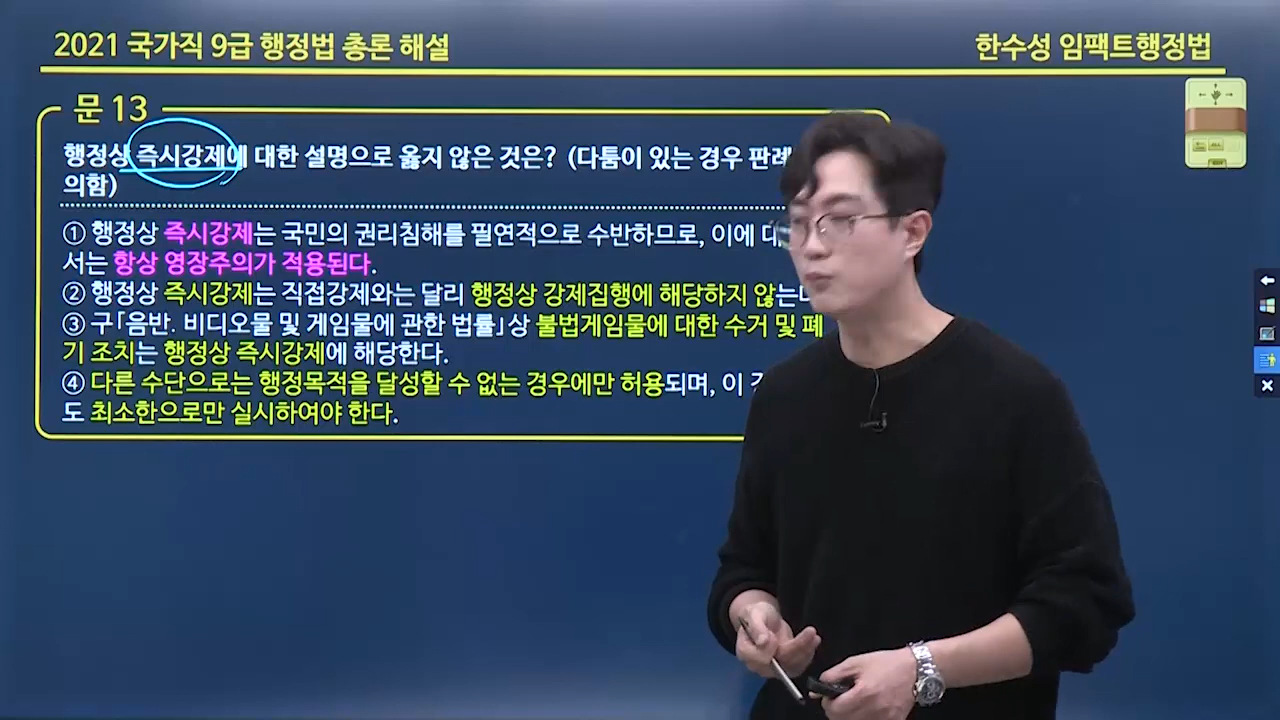 2021 국가직 9급 행정법 총론 해설
한수성 임팩트행정법
문 13
행정상 즉시강제에 대한 설명으로 옳지 않은 것은? (다툼이 있는 경우 판례
의함)
① 행정상 즉시강제는 국민의 권리침해를 필연적으로 수반하므로, 이에
서는 항상 영장주의가 적용된다.
② 행정상 즉시강제는 직접강제와는 달리 행정상 강제집행에 해당하지 않는
③ 구「음반. 비디오물 및 게임물에 관한 법률」상 불법게임물에 대한 수거 및 폐
기 조치는 행정상 즉시강제에 해당한다.
④ 다른 수단으로는 행정목적을 달성할 수 없는 경우에만 허용되며, 이
도 최소한으로만 실시하여야 한다.